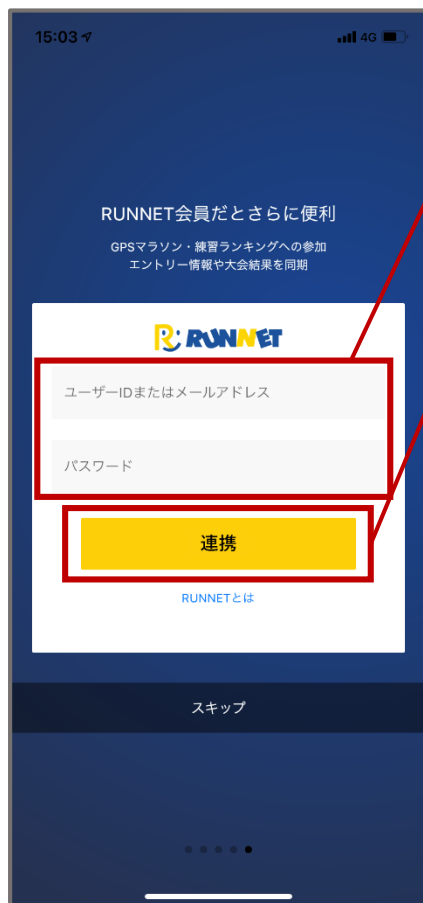 15:03 4G
RUNNET会員だとさらに便利
GPSマラソン・練習ランキングへの参加
エントリー情報や大会結果を同期
R RUNNET
ユーザーIDまたはメールアドレス
パスワード
連携
RUNNETとは
スキップ